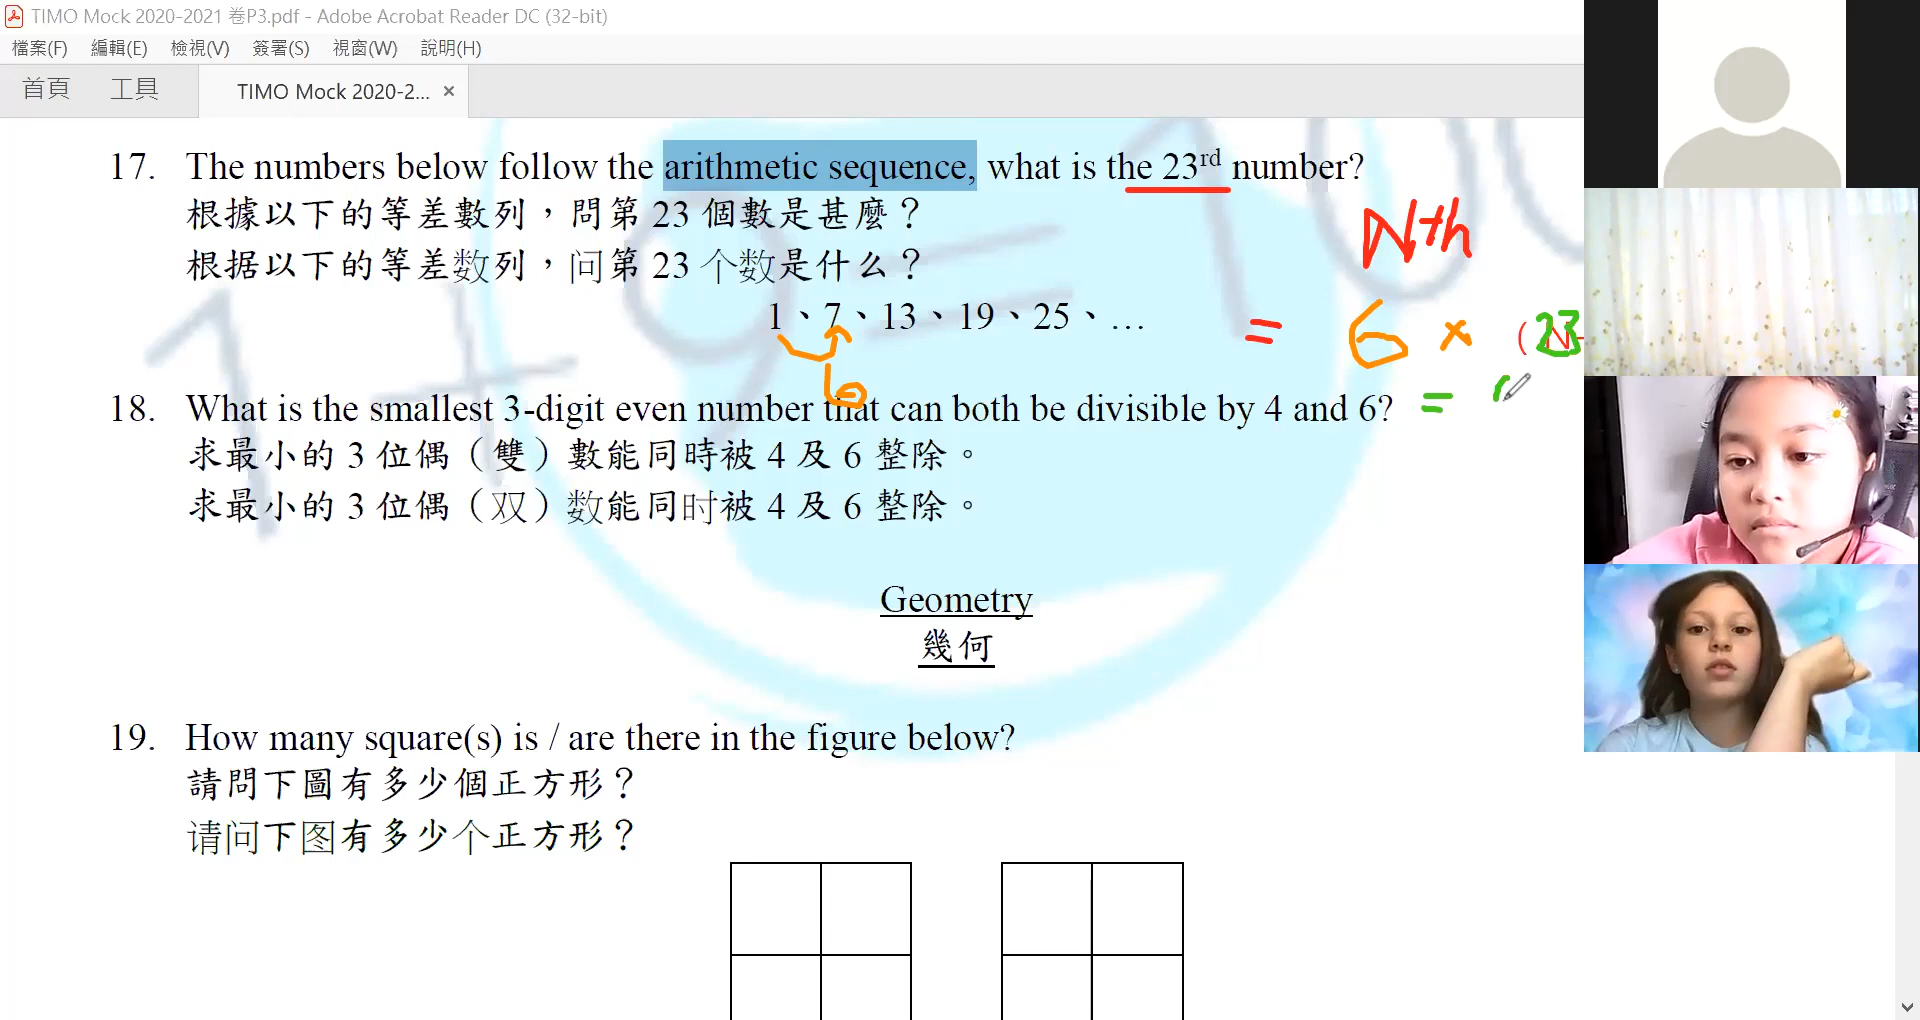 TIMO Mock 2020-2021 卷P3.pdf - Adobe Acrobat Reader DC (32-bit)
檔案(F) 編輯(E) 檢視(V) 簽署(S) 視窗(W) 說明(H)
首頁 工具 TIMO Mock 2020-2... ×
17. The numbers below follow the arithmetic sequence, what is the 23rd number?
根據以下的等差數列，問第 23 個數是甚麼？
Nth
根据以下的等差数列，问第 23 个数是什么？
1、7、13、19、25、…
= 6 × (23
6
18. What is the smallest 3-digit even number that can both be divisible by 4 and 6?
=
求最小的 3 位偶（雙）數能同時被 4 及 6 整除。
求最小的 3 位偶（双）数能同时被 4 及 6 整除。
Geometry
幾何
19. How many square(s) is / are there in the figure below?
請問下圖有多少個正方形？
请问下图有多少个正方形？